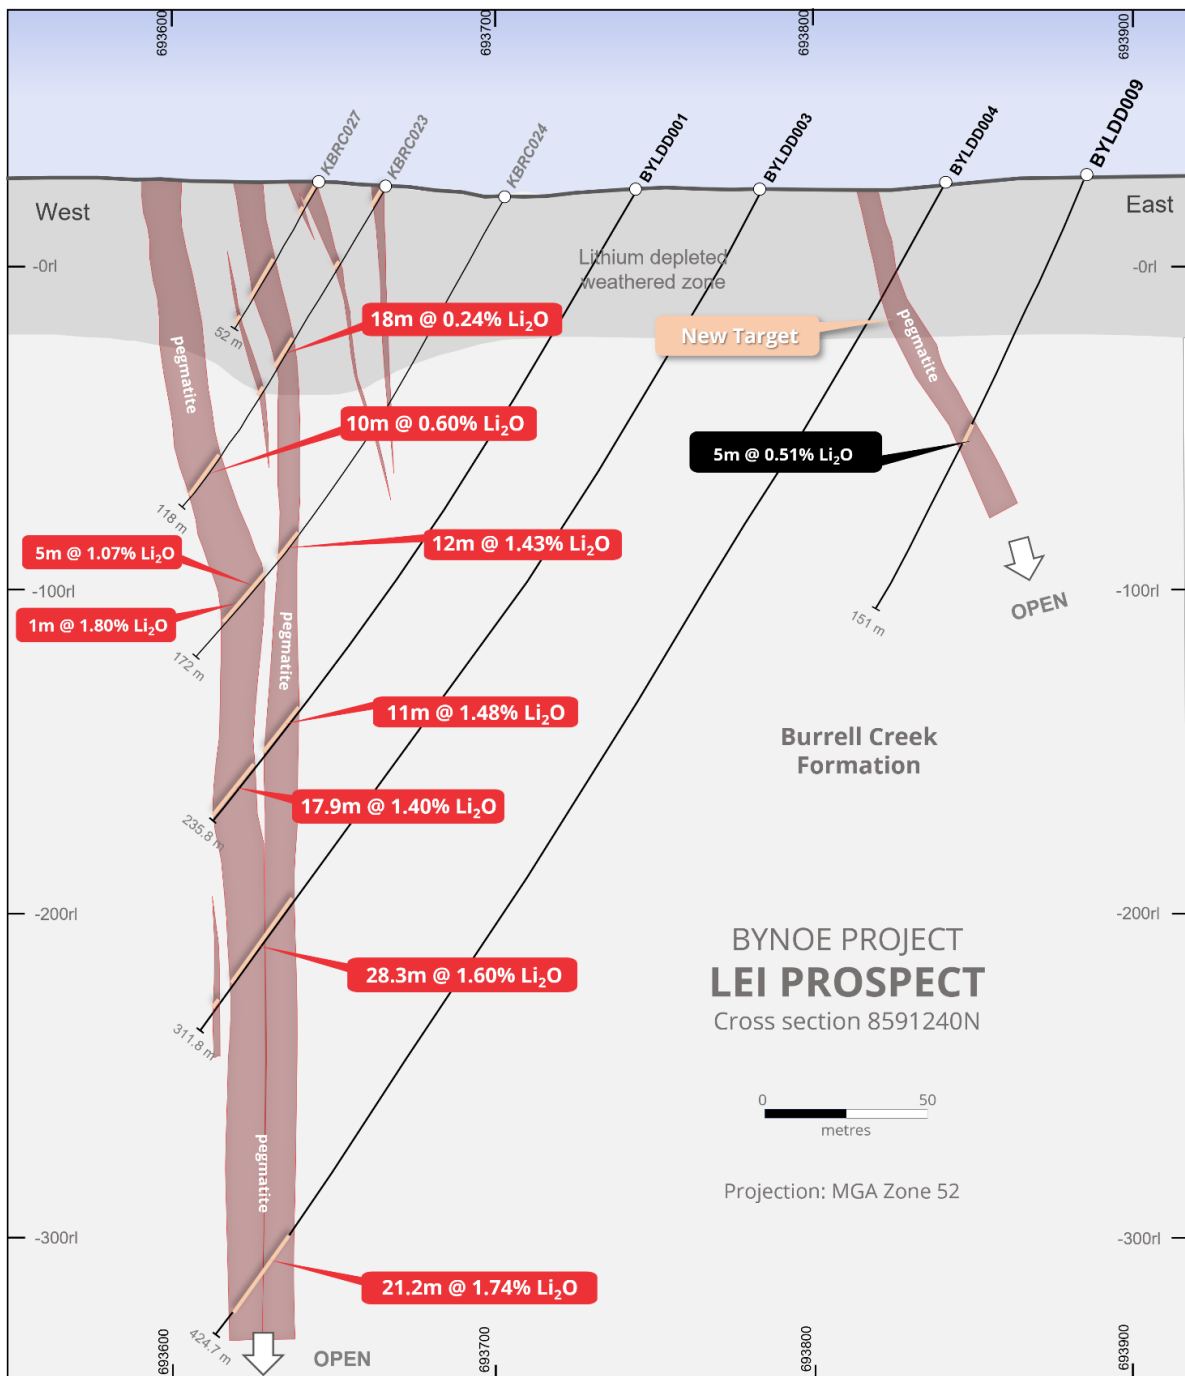 693600
693700
693800
693900
KBRC027
KBRC023
KBRC024
BYLDD001
BYLDD003
BYLDD004
BYLDD009
West
East
Lithium depleted
weathered zone
-0rl
-0rl
52 m
18m @ 0.24% Li₂O
New Target
pegmatite
pegmatite
10m @ 0.60% Li₂O
5m @ 0.51% Li₂O
118 m
5m @ 1.07% Li₂O
12m @ 1.43% Li₂O
-100rl
-100rl
OPEN
1m @ 1.80% Li₂O
151 m
pegmatite
172 m
11m @ 1.48% Li₂O
Burrell Creek
Formation
17.9m @ 1.40% Li₂O
235.8 m
-200rl
-200rl
BYNOE PROJECT
28.3m @ 1.60% Li₂O
LEI PROSPECT
Cross section 8591240N
311.8 m
0
50
metres
pegmatite
Projection: MGA Zone 52
-300rl
-300rl
21.2m @ 1.74% Li₂O
424.7 m
OPEN
693600
693700
693800
693900